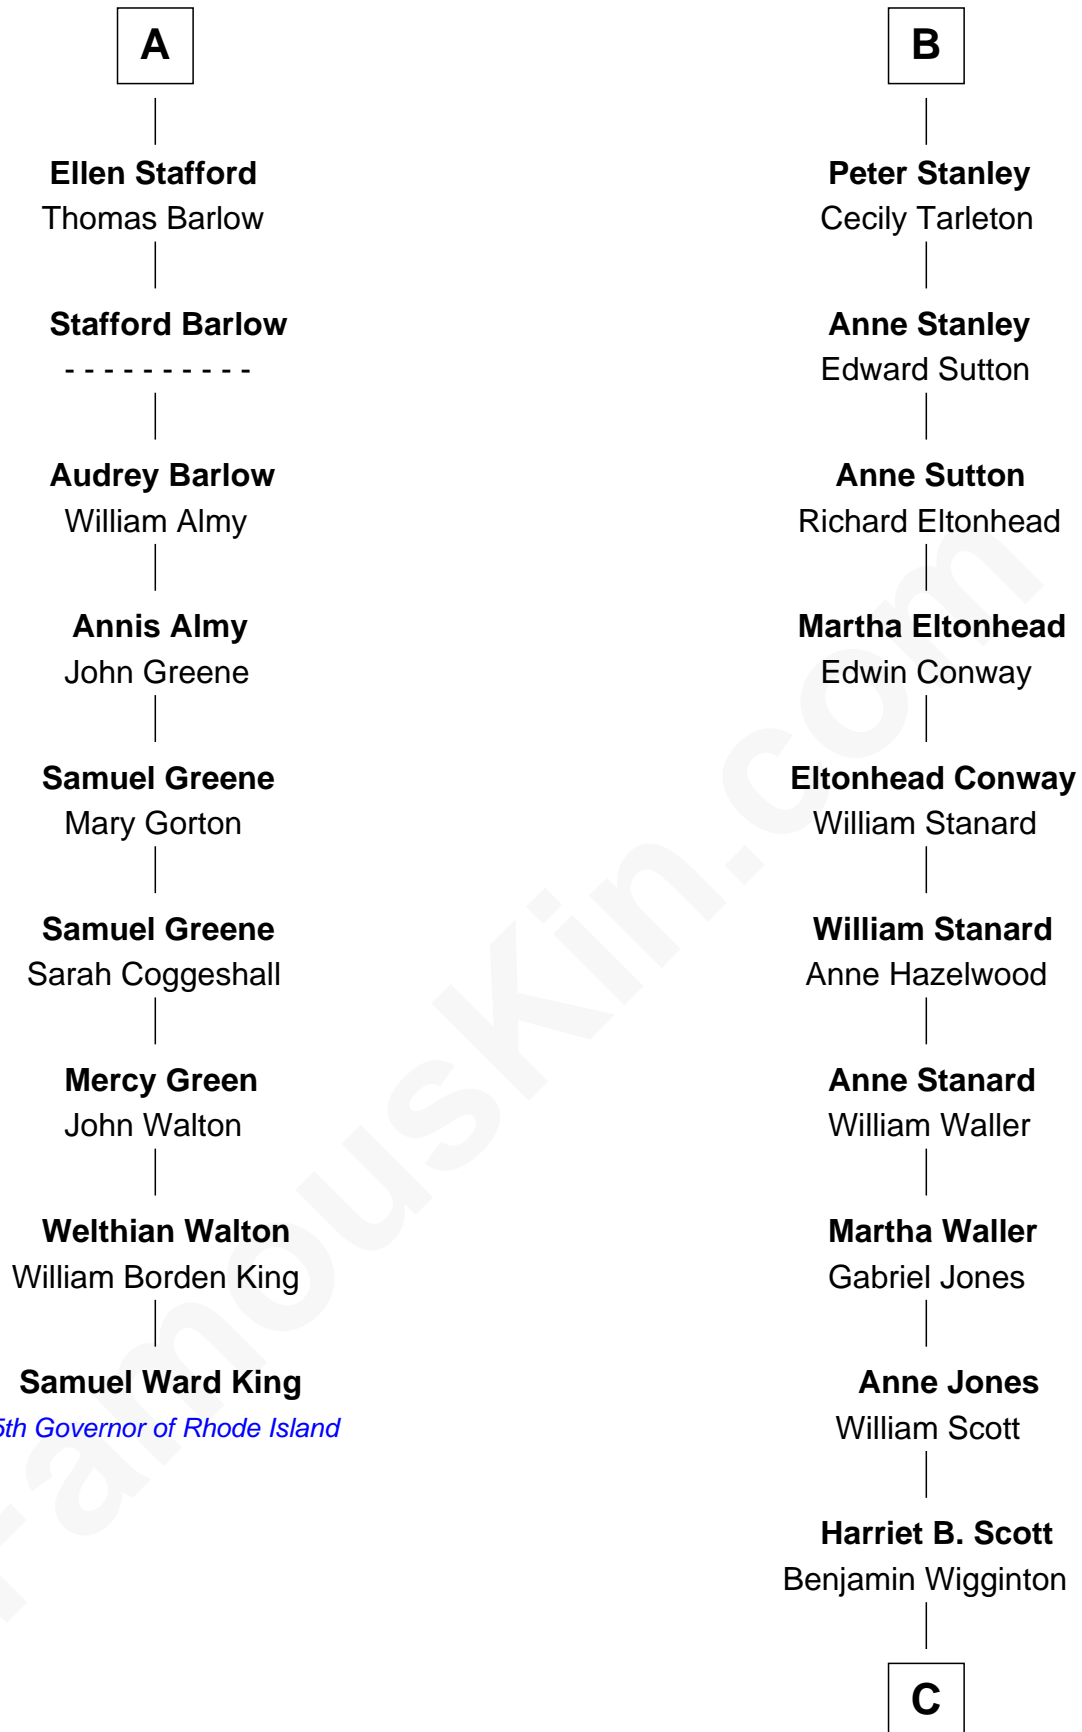 A
Ellen Stafford
Thomas Barlow
Stafford Barlow
- - - - - - - - - -
Audrey Barlow
William Almy
Annis Almy
John Greene
Samuel Greene
Mary Gorton
Samuel Greene
Sarah Coggeshall
Mercy Green
John Walton
Welthian Walton
William Borden King
Samuel Ward King
5th Governor of Rhode Island
B
Peter Stanley
Cecily Tarleton
Anne Stanley
Edward Sutton
Anne Sutton
Richard Eltonhead
Martha Eltonhead
Edwin Conway
Eltonhead Conway
William Stanard
William Stanard
Anne Hazelwood
Anne Stanard
William Waller
Martha Waller
Gabriel Jones
Anne Jones
William Scott
Harriet B. Scott
Benjamin Wigginton
C
FamousKin.com